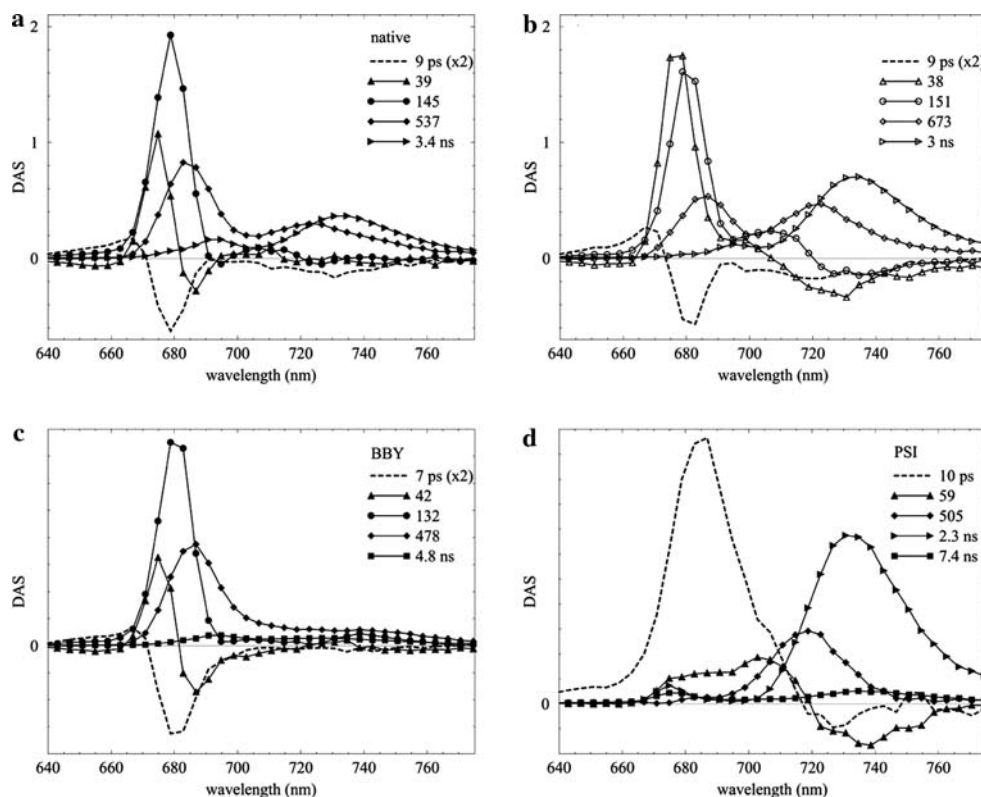 a
native
9 ps (x2)
39
145
537
3.4 ns
2
1
0
DAS
640 660 680 700 720 740 760
wavelength (nm)
b
9 ps (x2)
38
151
673
3 ns
2
1
0
DAS
640 660 680 700 720 740 760
wavelength (nm)
c
BBY
7 ps (x2)
42
132
478
4.8 ns
0
DAS
640 660 680 700 720 740 760
wavelength (nm)
d
PSI
10 ps
59
505
2.3 ns
7.4 ns
0
DAS
640 660 680 700 720 740 760
wavelength (nm)